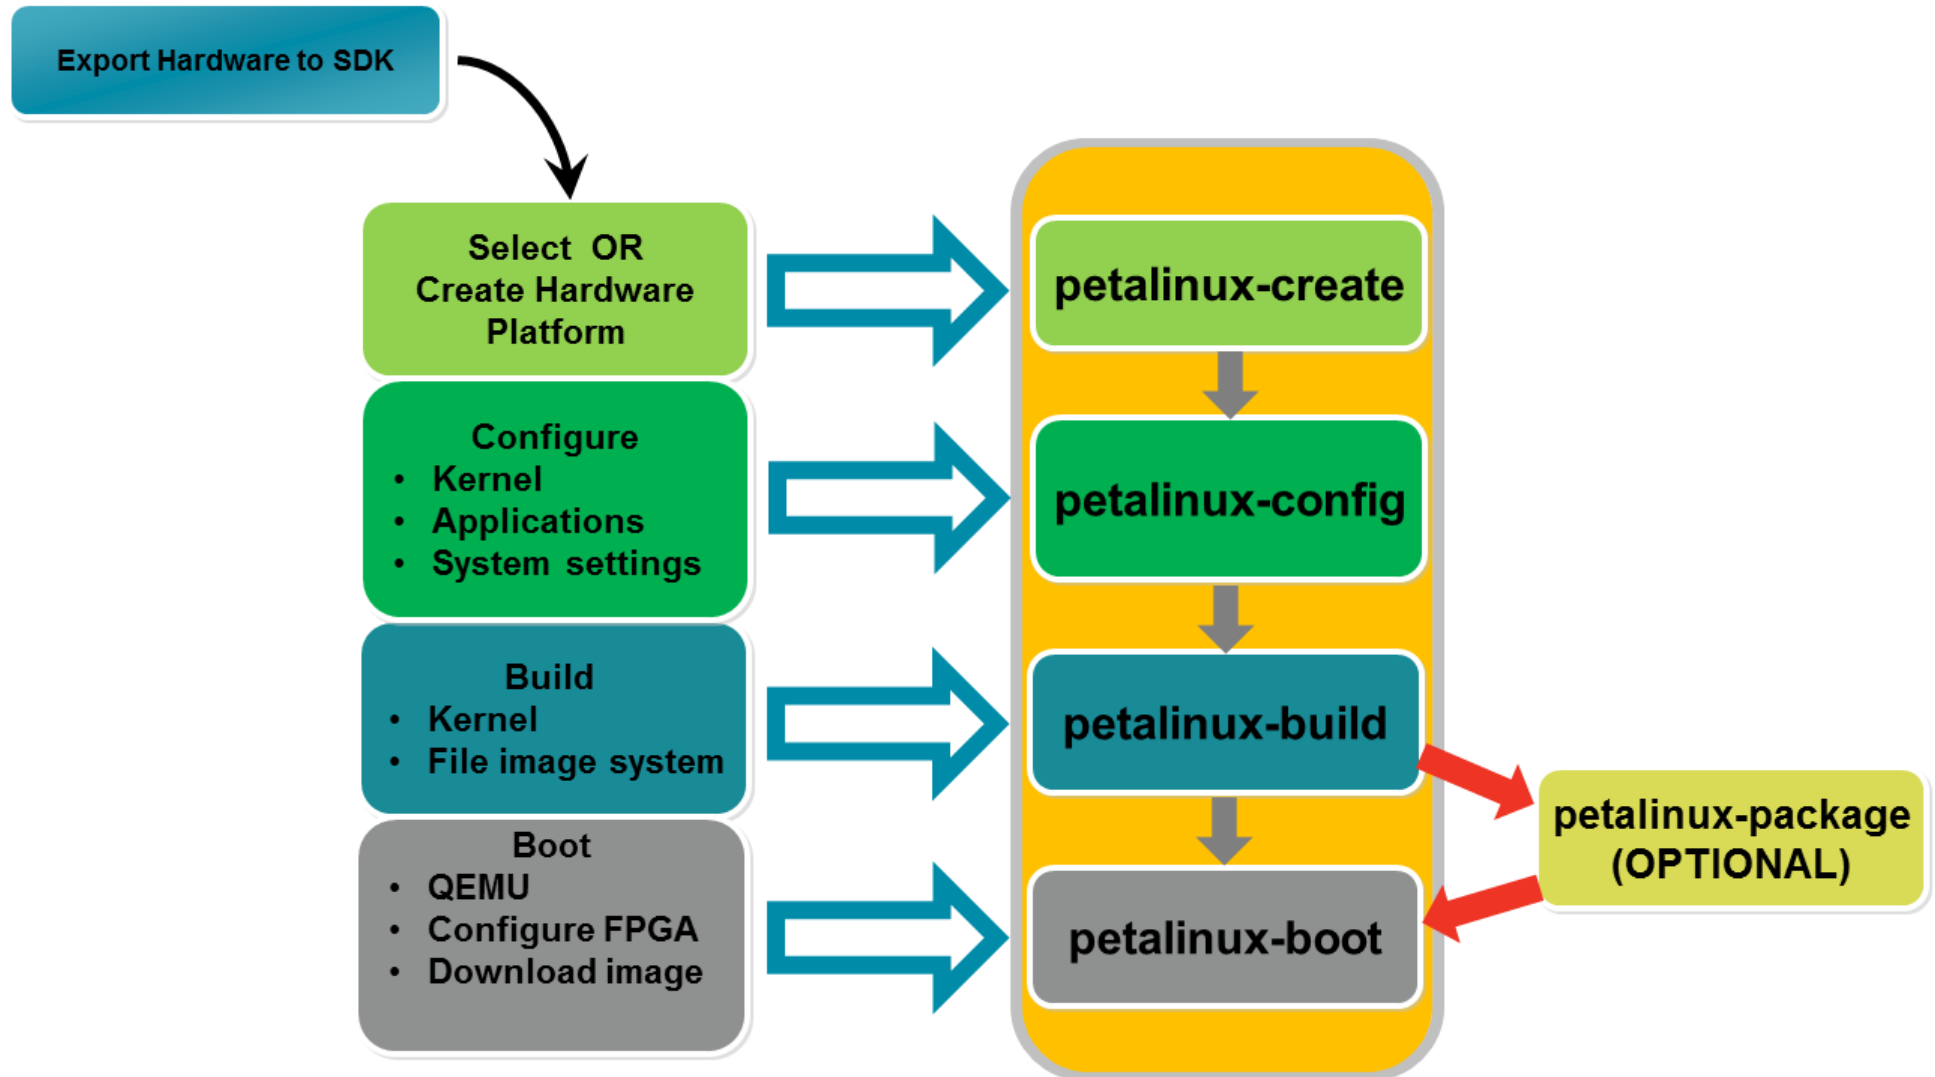 Export Hardware to SDK
Select OR
Create Hardware
Platform
petalinux-create
Configure
• Kernel
• Applications
• System settings
petalinux-config
Build
• Kernel
• File image system
petalinux-build
petalinux-package
(OPTIONAL)
Boot
• QEMU
• Configure FPGA
• Download image
petalinux-boot